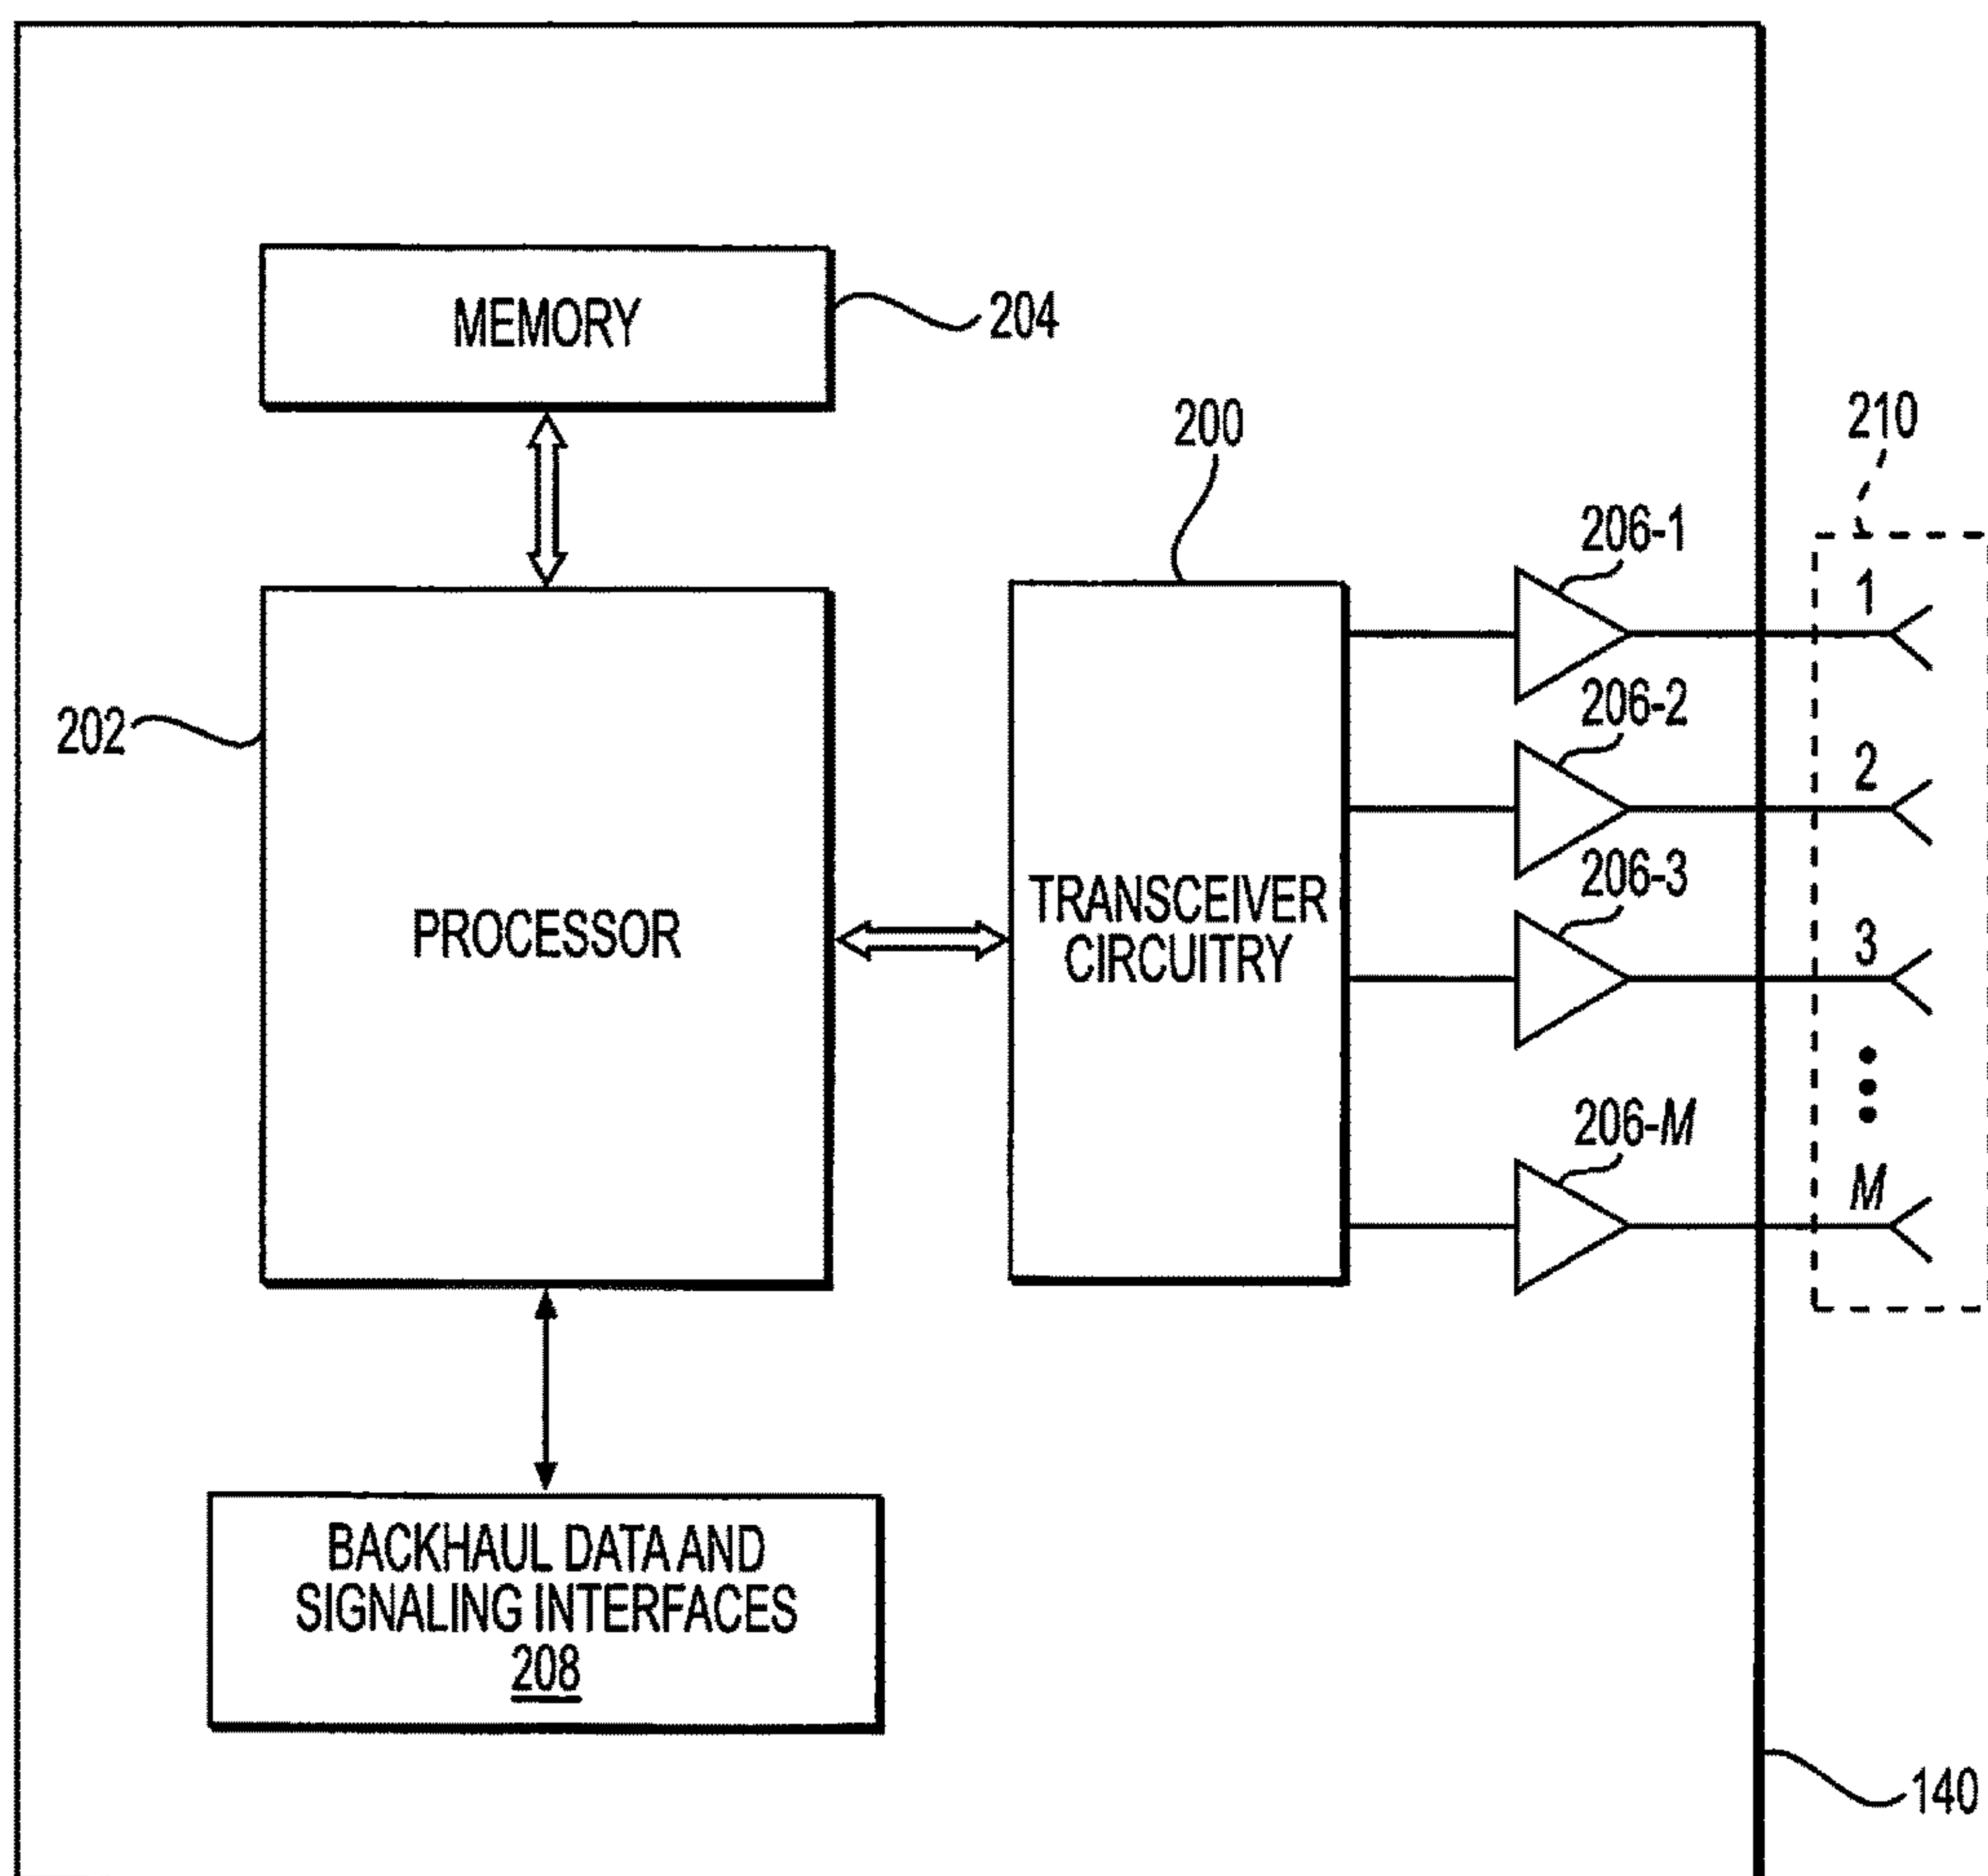 MEMORY
204
200
210
206-1
1
202
206-2
2
206-3
PROCESSOR
TRANSCEIVER
CIRCUITRY
3
206-M
M
BACKHAUL DATA AND
SIGNALING INTERFACES
208
140